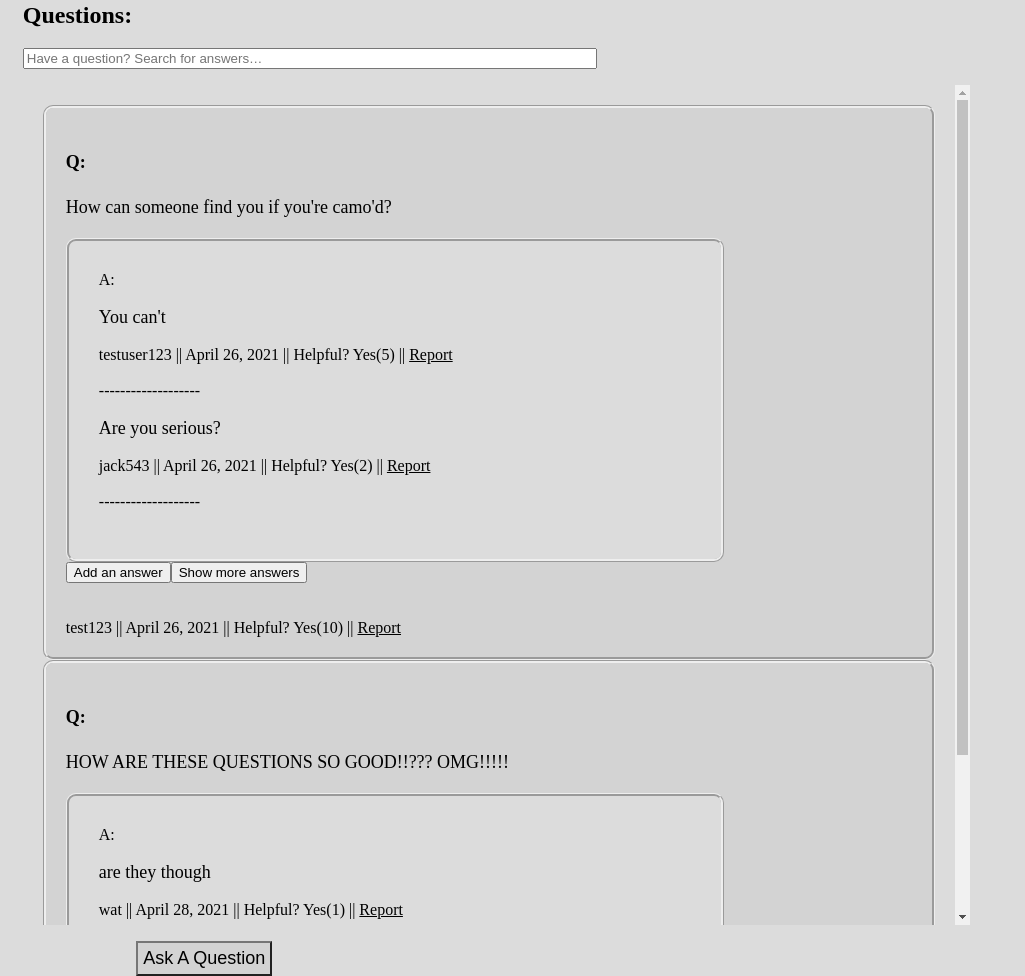 Questions:
Have a question? Search for answers…
Q:
How can someone find you if you're camo'd?
A:
You can't
testuser123 || April 26, 2021 || Helpful? Yes(5) || Report
-------------------
Are you serious?
jack543 || April 26, 2021 || Helpful? Yes(2) || Report
-------------------
Add an answer Show more answers
test123 || April 26, 2021 || Helpful? Yes(10) || Report
Q:
HOW ARE THESE QUESTIONS SO GOOD!!??? OMG!!!!!
A:
are they though
wat || April 28, 2021 || Helpful? Yes(1) || Report
Ask A Question